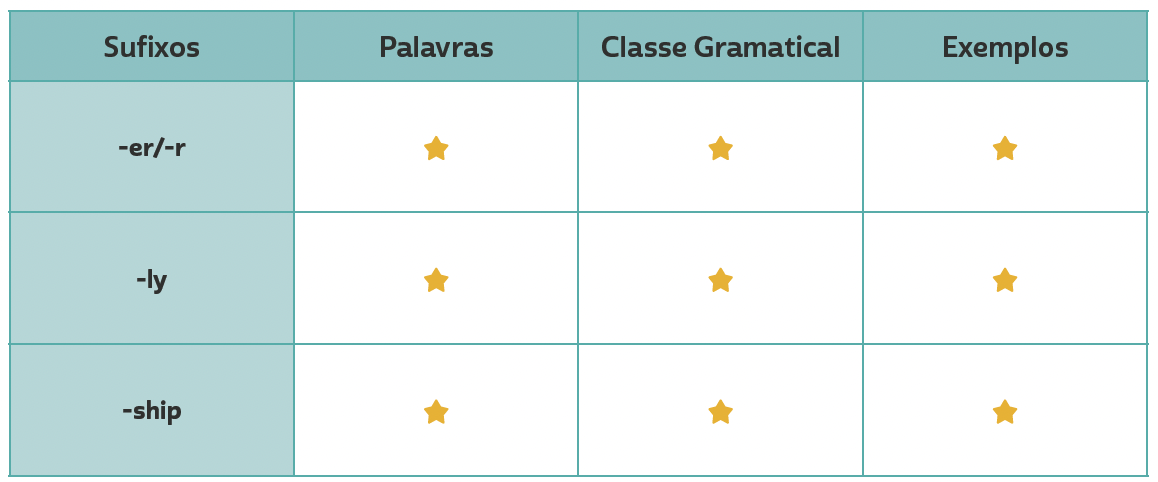 Sufixos Palavras Classe Gramatical Exemplos
-er/-r
-ly
-ship